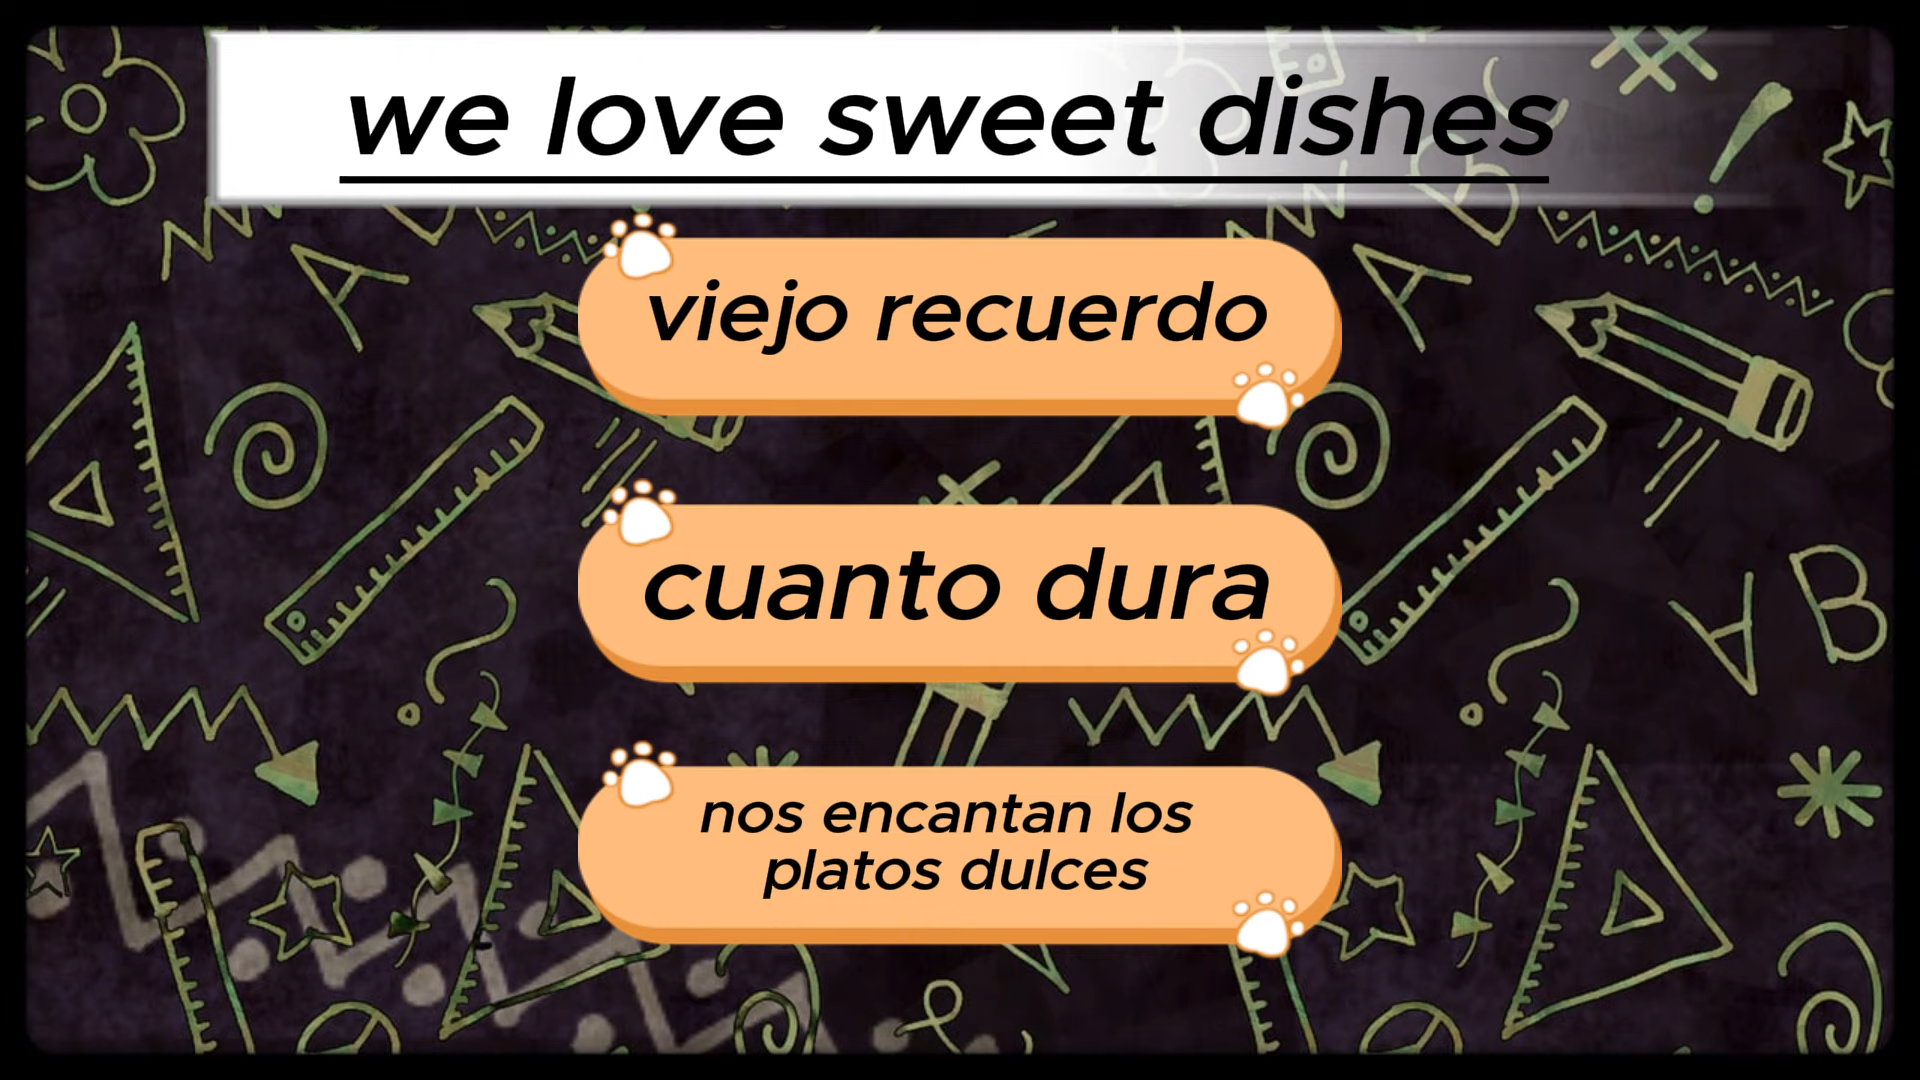 we love sweet dishes
viejo recuerdo
cuanto dura
nos encantan los
platos dulces